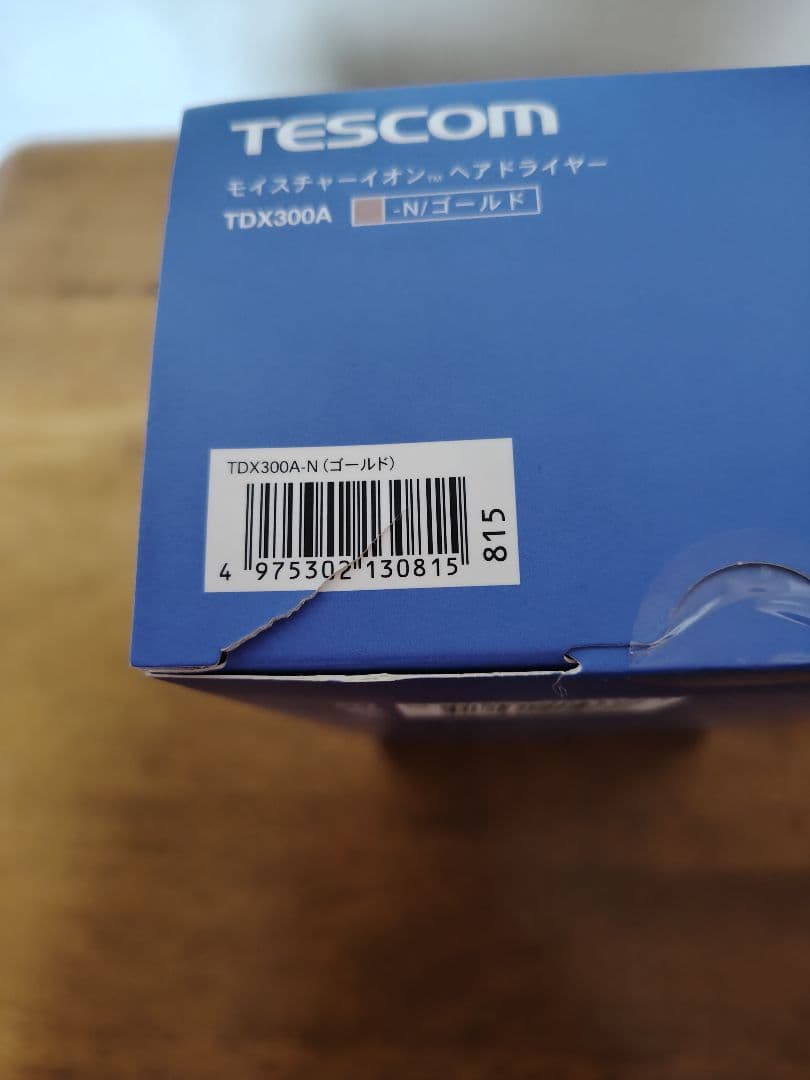 TESCOM
モイスチャーイオン™ ヘアドライヤー
TDX300A -N/ゴールド
TDX300A-N(ゴールド)
4 975302 130815
815